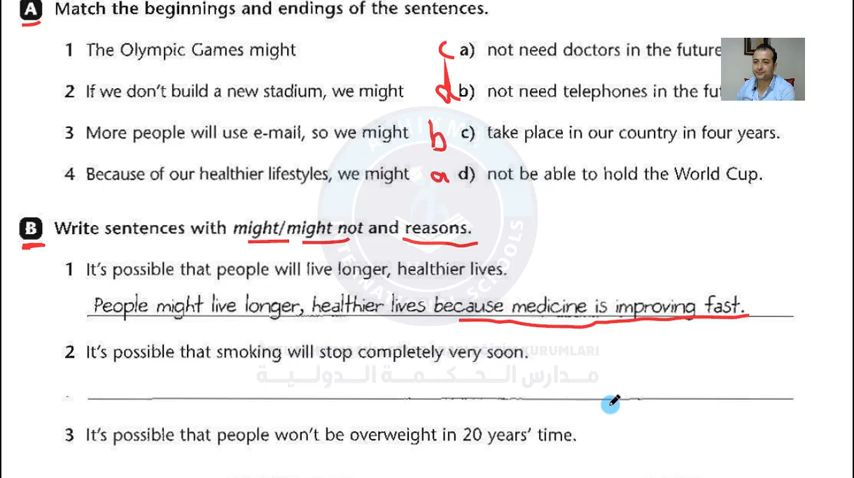 A Match the beginnings and endings of the sentences.
1 The Olympic Games might c a) not need doctors in the future
2 If we don't build a new stadium, we might d b) not need telephones in the fu
3 More people will use e-mail, so we might b c) take place in our country in four years.
4 Because of our healthier lifestyles, we might a d) not be able to hold the World Cup.
B Write sentences with might/might not and reasons.
1 It's possible that people will live longer, healthier lives.
People might live longer, healthier lives because medicine is improving fast.
2 It's possible that smoking will stop completely very soon.
KURUMLARI
مدارس الحكمة الدولية
3 It's possible that people won't be overweight in 20 years' time.